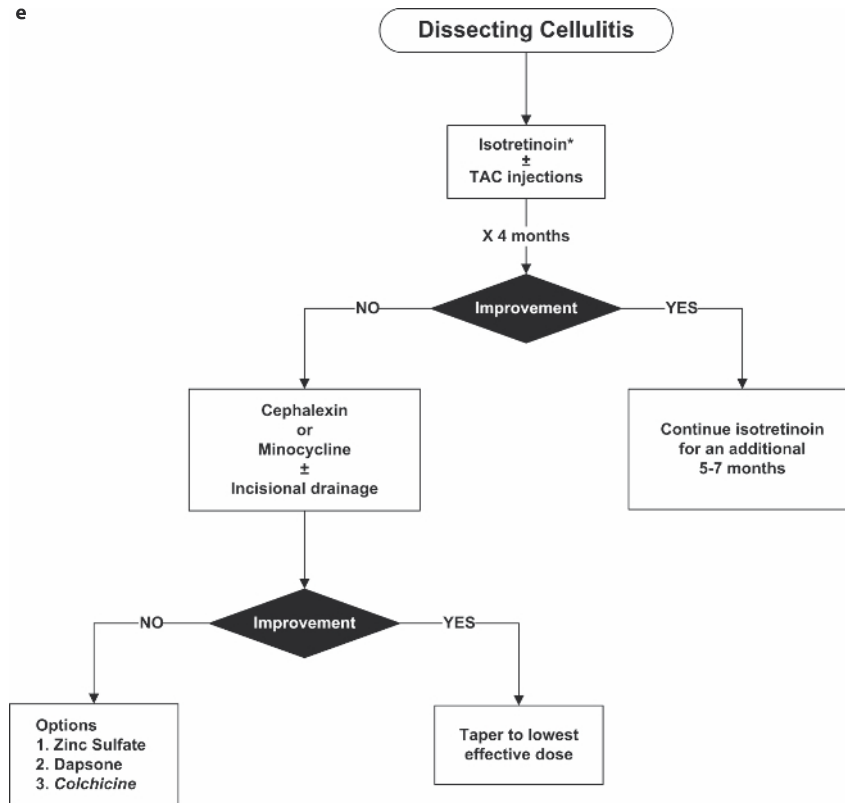 e
Dissecting Cellulitis
Isotretinoin*
±
TAC injections
X 4 months
Improvement
NO
YES
Cephalexin
or
Minocycline
±
Incisional drainage
Continue isotretinoin
for an additional
5-7 months
Improvement
NO
YES
Options
1. Zinc Sulfate
2. Dapsone
3. Colchicine
Taper to lowest
effective dose